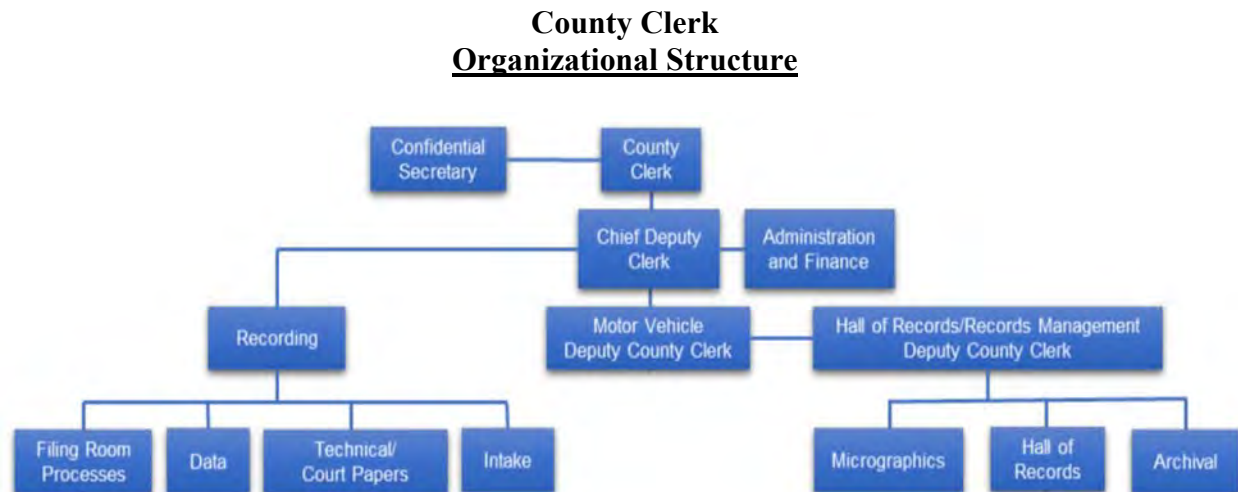 County Clerk
Organizational Structure
Confidential
Secretary
County
Clerk
Chief Deputy
Clerk
Administration
and Finance
Recording
Motor Vehicle
Deputy County Clerk
Hall of Records/Records Management
Deputy County Clerk
Filing Room
Processes
Data
Technical/
Court Papers
Intake
Micrographics
Hall of
Records
Archival